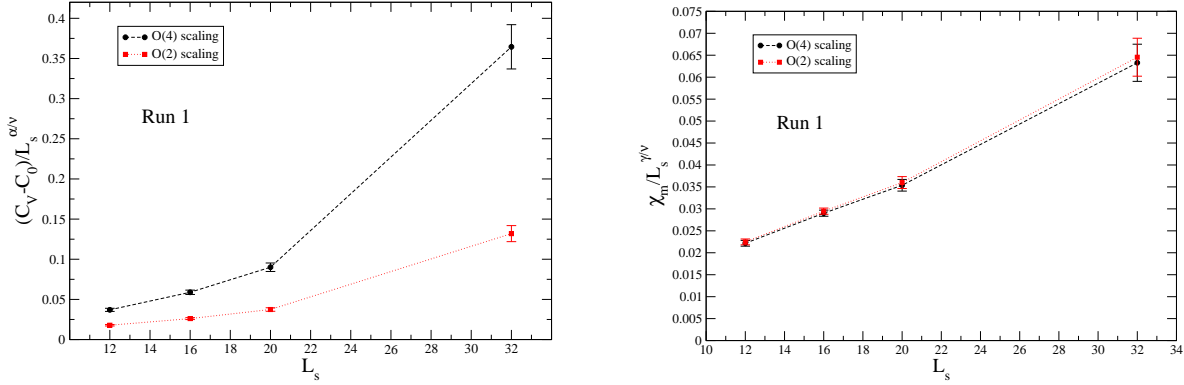 0.4
0.35
0.3
0.25
0.2
0.15
0.1
0.05
0
(C_V-C_0)/L_s^{α/ν}
O(4) scaling
O(2) scaling
Run 1
12 14 16 18 20 22 24 26 28 30 32
L_s
0.075
0.07
0.065
0.06
0.055
0.05
0.045
0.04
0.035
0.03
0.025
0.02
0.015
0.01
0.005
0
χ_m/L_s^{γ/ν}
O(4) scaling
O(2) scaling
Run 1
10 12 14 16 18 20 22 24 26 28 30 32 34
L_s